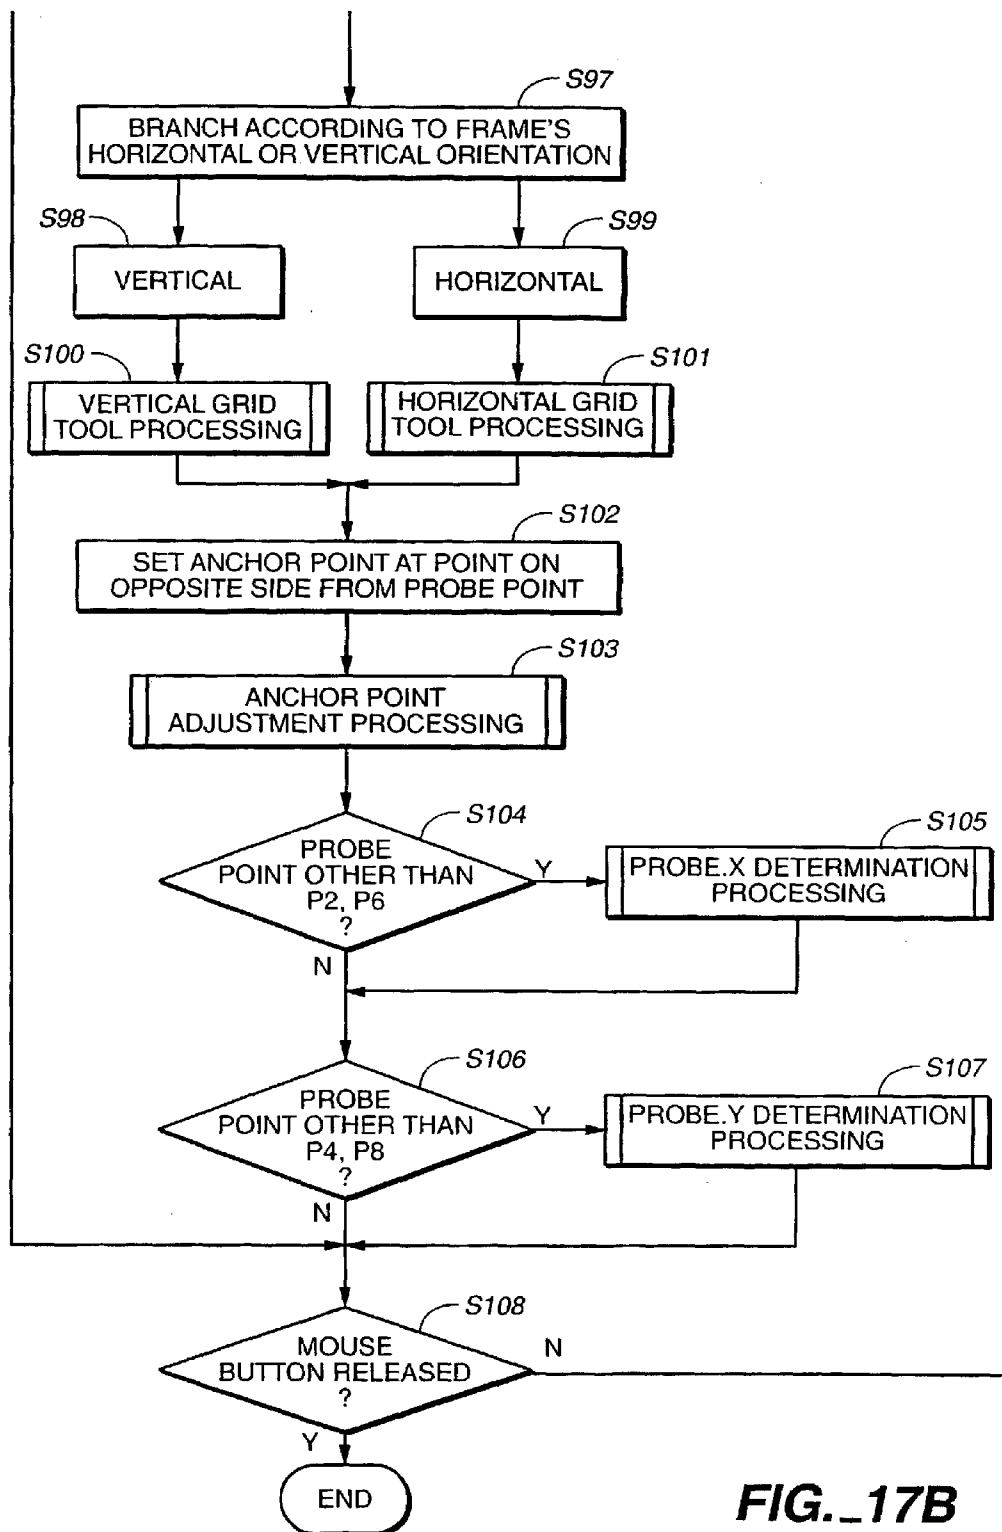 S97
BRANCH ACCORDING TO FRAME'S
HORIZONTAL OR VERTICAL ORIENTATION
S98
VERTICAL
S99
HORIZONTAL
S100
VERTICAL GRID
TOOL PROCESSING
S101
HORIZONTAL GRID
TOOL PROCESSING
S102
SET ANCHOR POINT AT POINT ON
OPPOSITE SIDE FROM PROBE POINT
S103
ANCHOR POINT
ADJUSTMENT PROCESSING
S104
PROBE
POINT OTHER THAN
P2, P6
?
Y
N
S105
PROBE.X DETERMINATION
PROCESSING
S106
PROBE
POINT OTHER THAN
P4, P8
?
Y
N
S107
PROBE.Y DETERMINATION
PROCESSING
S108
MOUSE
BUTTON RELEASED
?
N
Y
END
FIG._17B